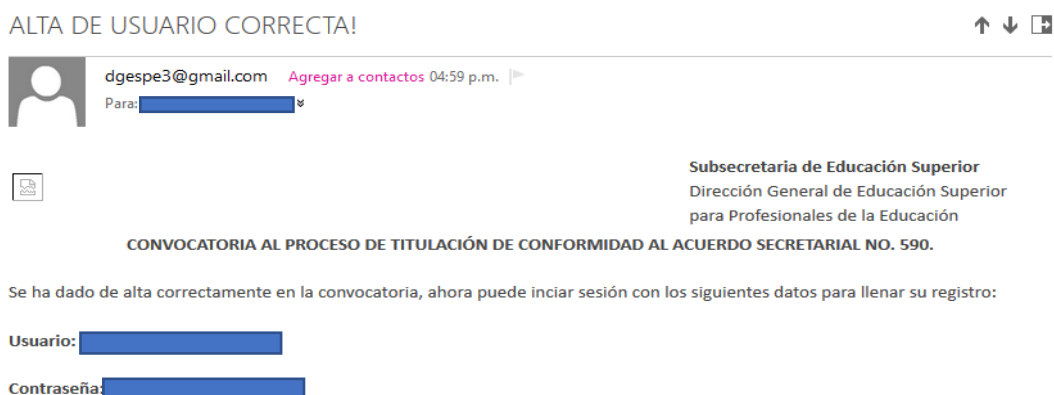 ALTA DE USUARIO CORRECTA!
dgespe3@gmail.com Agregar a contactos 04:59 p.m.
Para:
Subsecretaria de Educación Superior
Dirección General de Educación Superior
para Profesionales de la Educación
CONVOCATORIA AL PROCESO DE TITULACIÓN DE CONFORMIDAD AL ACUERDO SECRETARIAL NO. 590.
Se ha dado de alta correctamente en la convocatoria, ahora puede inciar sesión con los siguientes datos para llenar su registro:
Usuario:
Contraseña: